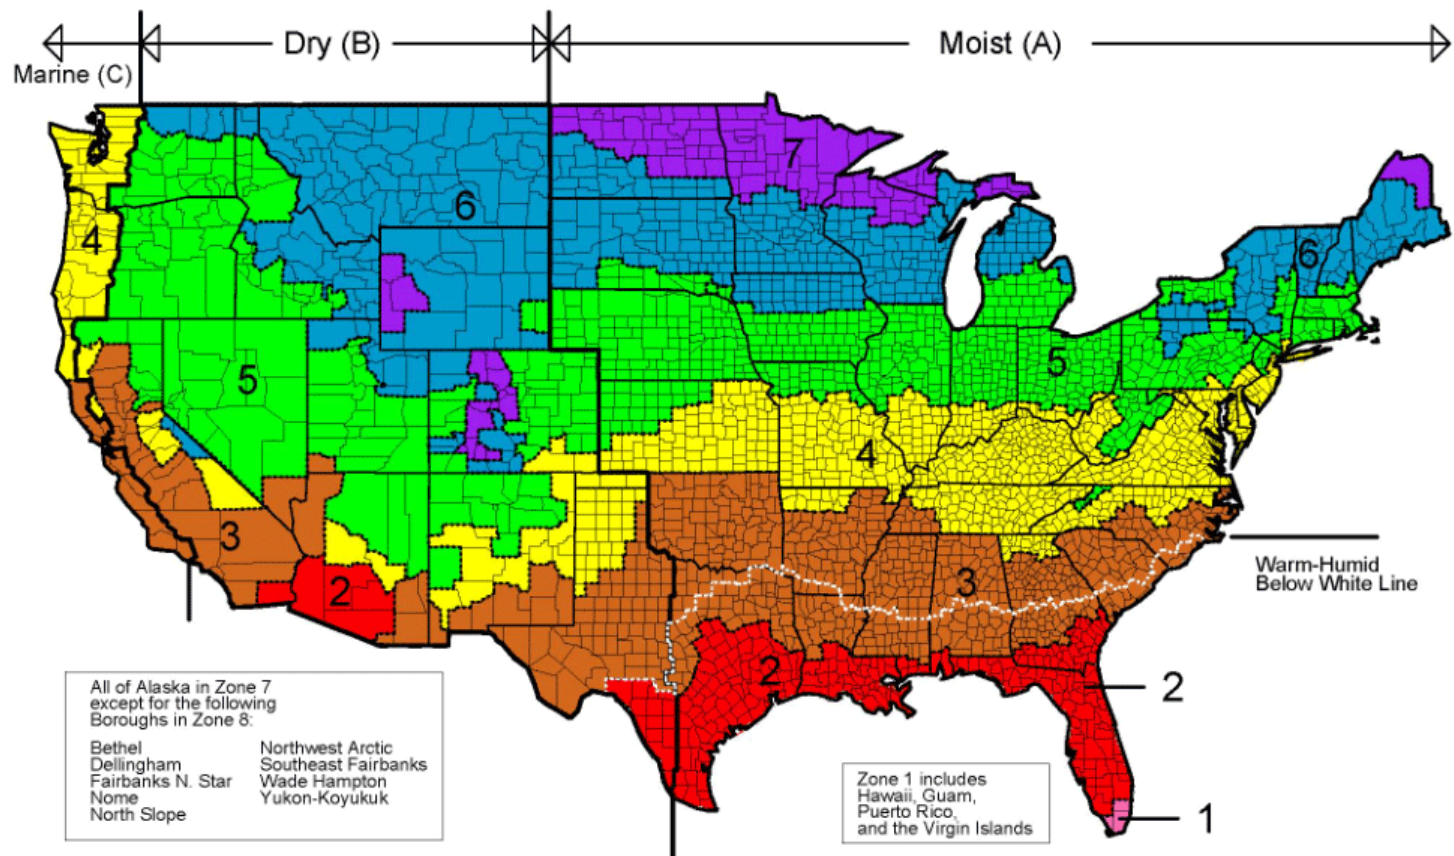 Dry (B)
Moist (A)
Marine (C)
7
6
6
4
5
5
4
3
3
2
2
2
1
Warm-Humid
Below White Line
All of Alaska in Zone 7
except for the following
Boroughs in Zone 8:
Bethel
Dellingham
Fairbanks N. Star
Nome
North Slope
Northwest Arctic
Southeast Fairbanks
Wade Hampton
Yukon-Koyukuk
Zone 1 includes
Hawaii, Guam,
Puerto Rico,
and the Virgin Islands